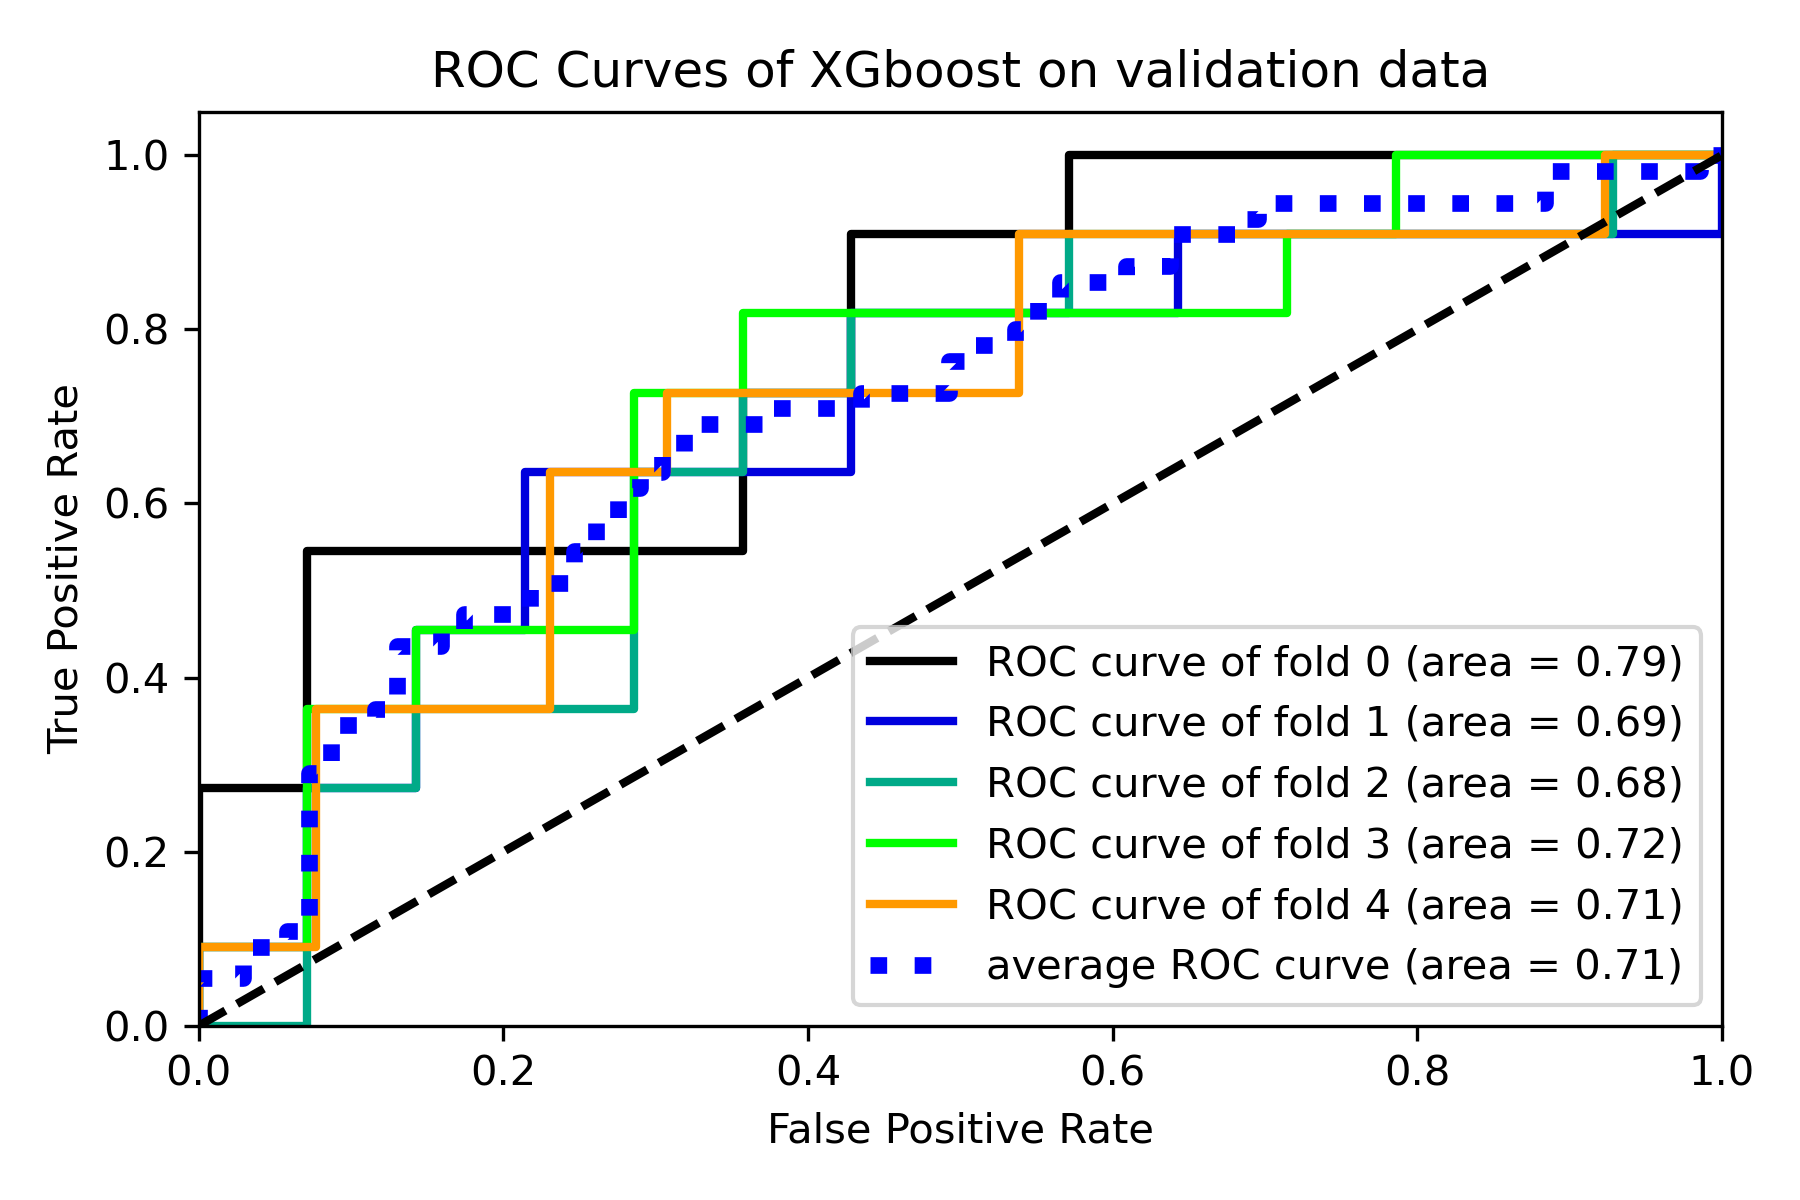 ROC Curves of XGboost on validation data
1.0
0.8
0.6
0.4
0.2
0.0
True Positive Rate
ROC curve of fold 0 (area = 0.79)
ROC curve of fold 1 (area = 0.69)
ROC curve of fold 2 (area = 0.68)
ROC curve of fold 3 (area = 0.72)
ROC curve of fold 4 (area = 0.71)
average ROC curve (area = 0.71)
0.0 0.2 0.4 0.6 0.8 1.0
False Positive Rate